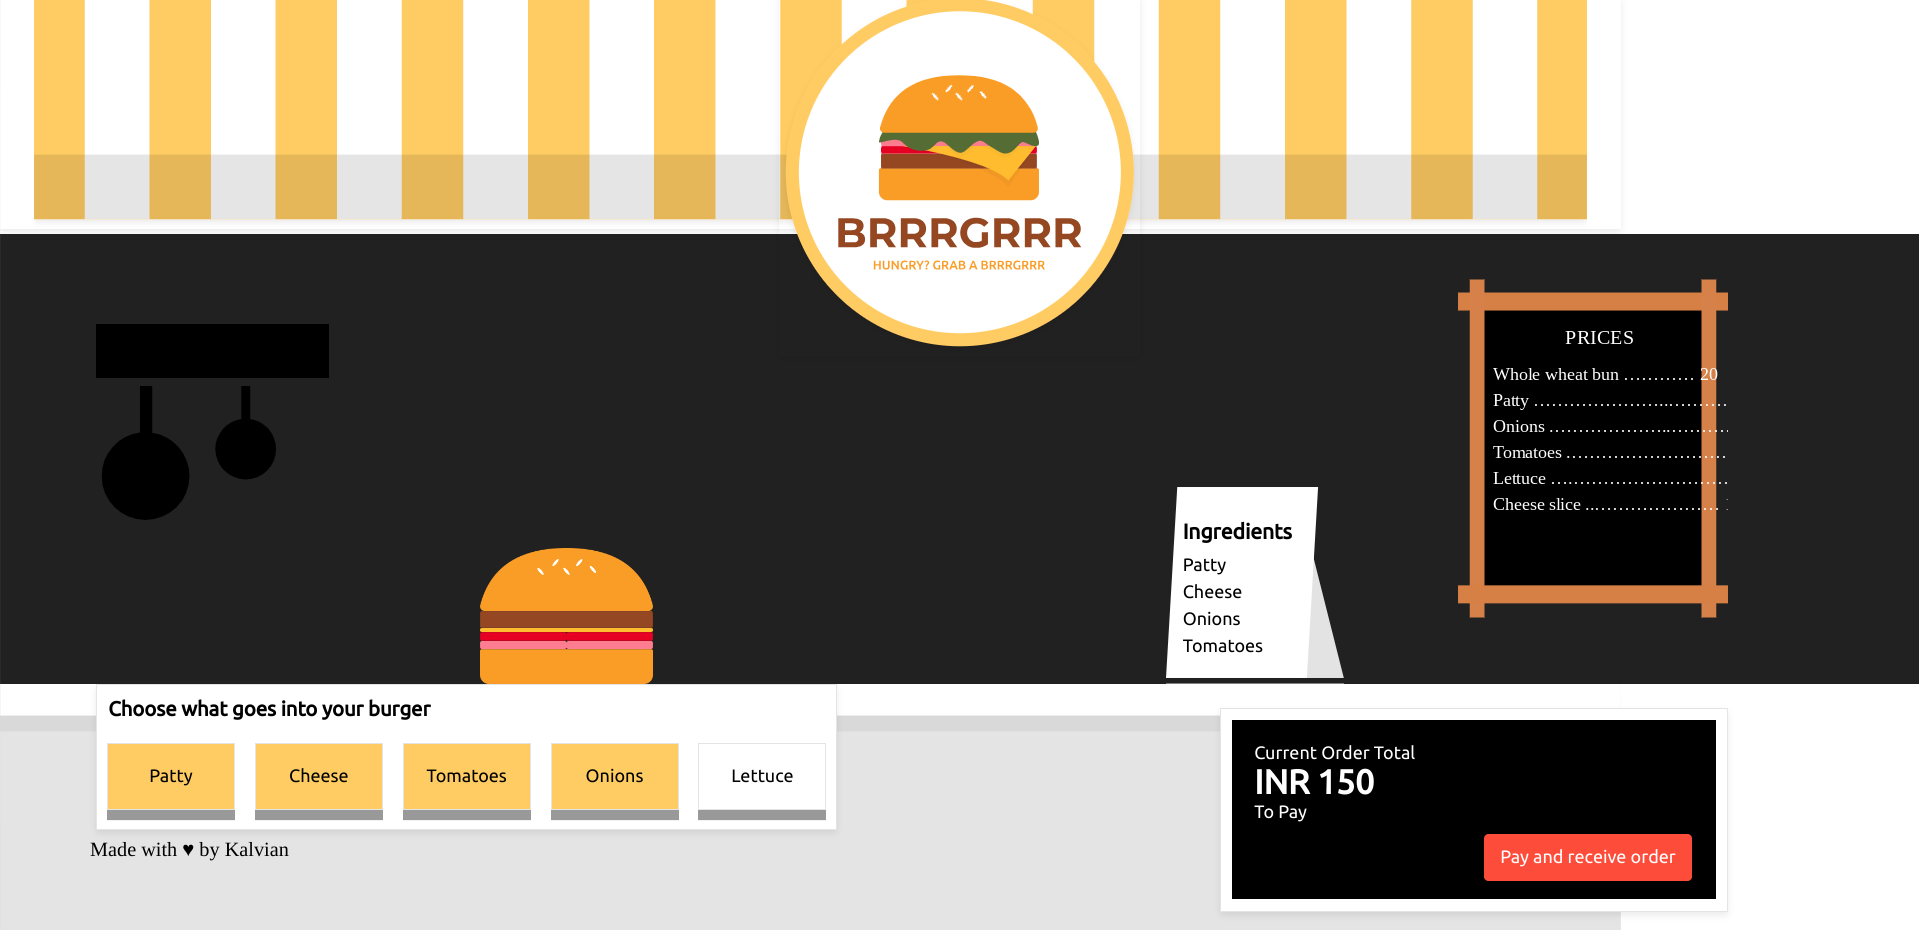 BRRRGRRR
HUNGRY? GRAB A BRRRGRRR
PRICES
Whole wheat bun ………… 20
Patty …………………...………
Onions ………………..………
Tomatoes ………………………
Lettuce ………………………….
Cheese slice ..…………………
Ingredients
Patty
Cheese
Onions
Tomatoes
Choose what goes into your burger
Patty
Cheese
Tomatoes
Onions
Lettuce
Made with ♥ by Kalvian
Current Order Total
INR 150
To Pay
Pay and receive order